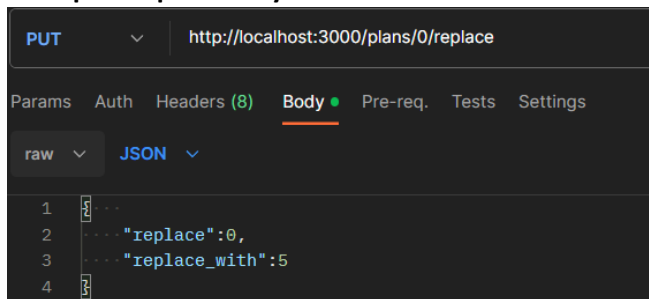 PUT http://localhost:3000/plans/0/replace
Params Auth Headers (8) Body Pre-req. Tests Settings
raw JSON
1 {
2 "replace":0,
3 "replace_with":5
4 }